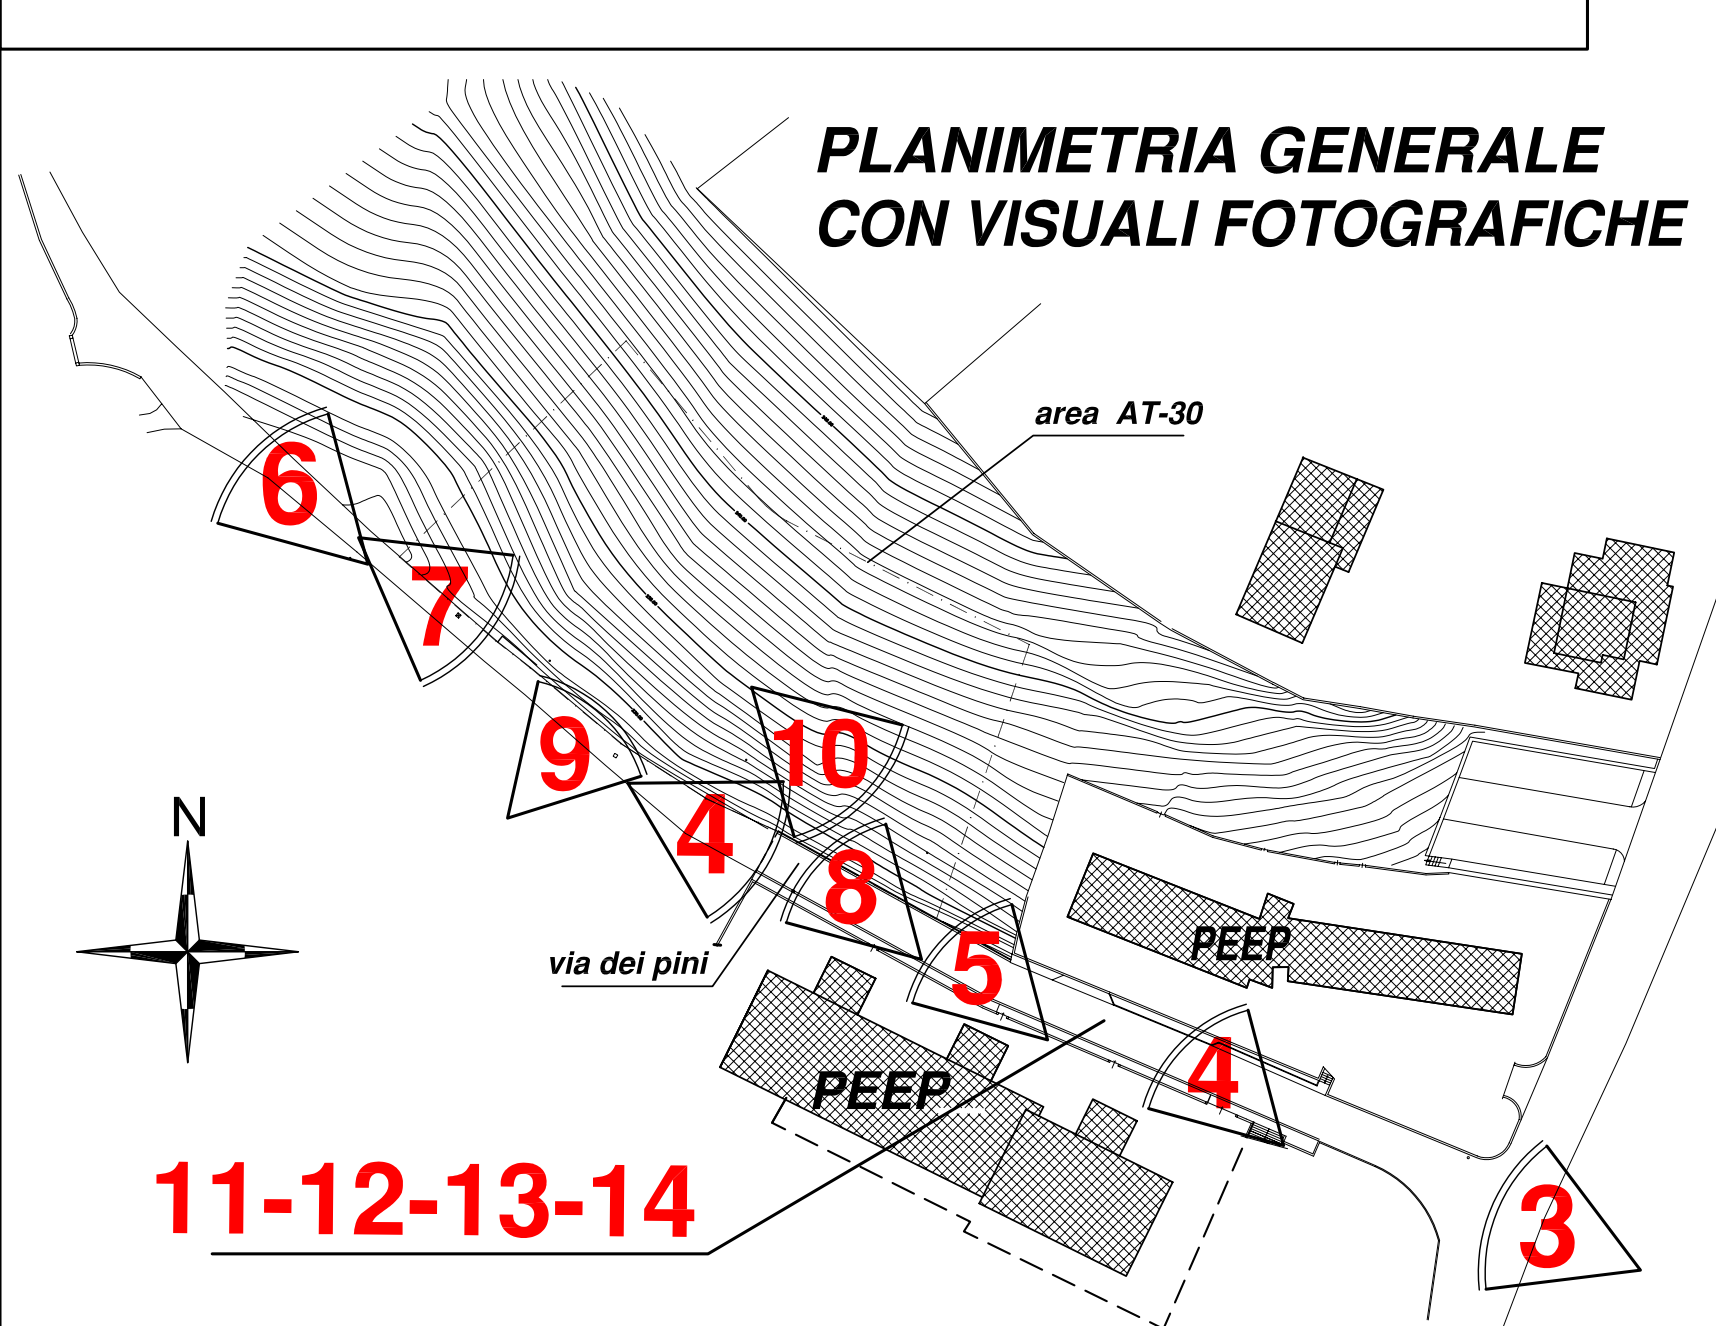 PLANIMETRIA GENERALE
CON VISUALI FOTOGRAFICHE
area AT-30
6
7
9
10
4
8
N
via dei pini
5
PEEP
4
PEEP
11-12-13-14
3